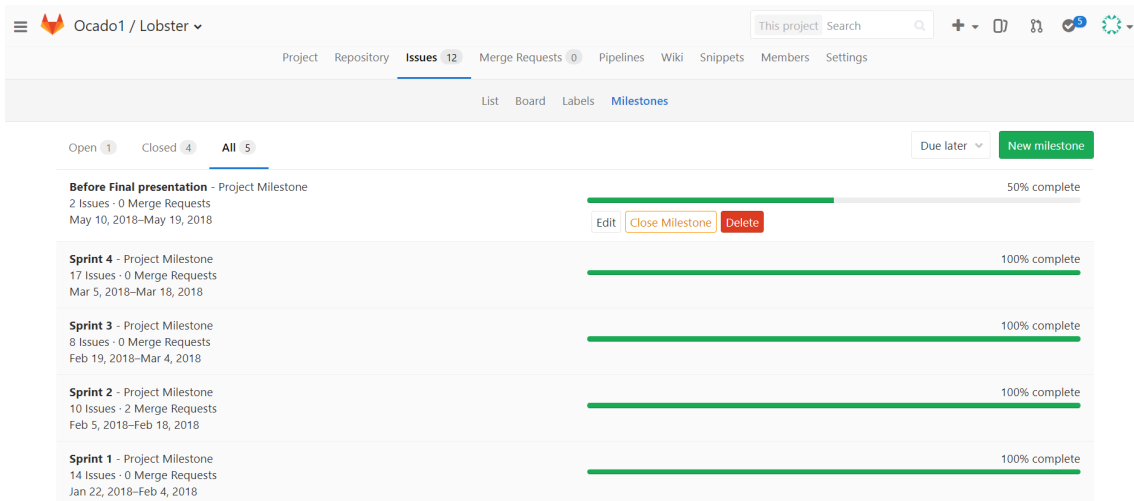 Ocado1 / Lobster
This project Search
5
Project Repository Issues 12 Merge Requests 0 Pipelines Wiki Snippets Members Settings
List Board Labels Milestones
Open 1 Closed 4 All 5
Due later New milestone
Before Final presentation - Project Milestone
50% complete
2 Issues · 0 Merge Requests
May 10, 2018–May 19, 2018
Edit Close Milestone Delete
Sprint 4 - Project Milestone
100% complete
17 Issues · 0 Merge Requests
Mar 5, 2018–Mar 18, 2018
Sprint 3 - Project Milestone
100% complete
8 Issues · 0 Merge Requests
Feb 19, 2018–Mar 4, 2018
Sprint 2 - Project Milestone
100% complete
10 Issues · 2 Merge Requests
Feb 5, 2018–Feb 18, 2018
Sprint 1 - Project Milestone
100% complete
14 Issues · 0 Merge Requests
Jan 22, 2018–Feb 4, 2018